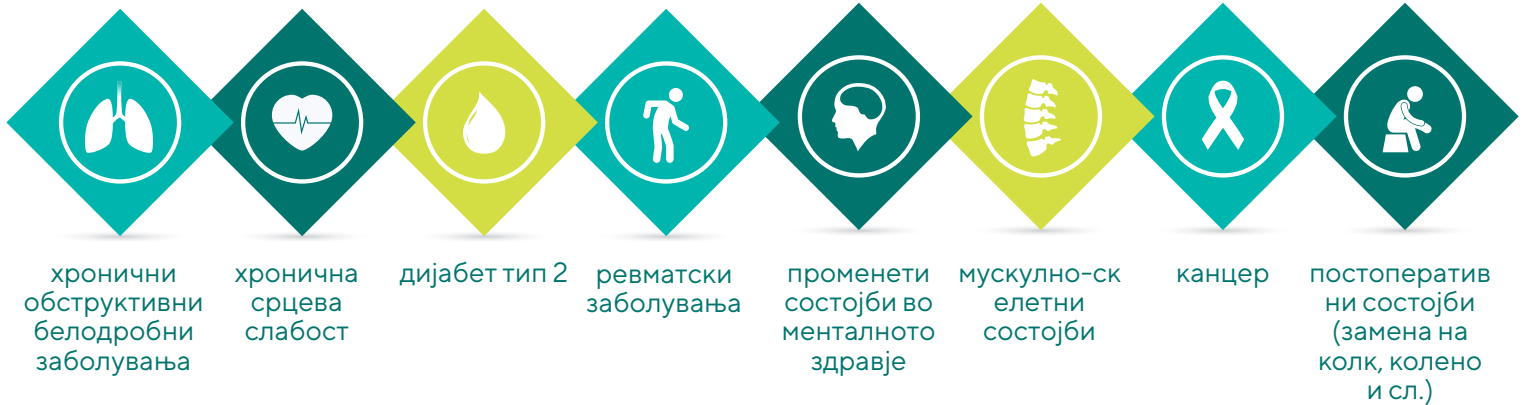 хронични
обструктивни
белодробни
заболувања
хронична
срцева
слабост
дијабет тип 2
ревматски
заболувања
променети
состојби во
менталното
здравје
мускулно-ск
елетни
состојби
канцер
постоператив
ни состојби
(замена на
колк, колено
и сл.)